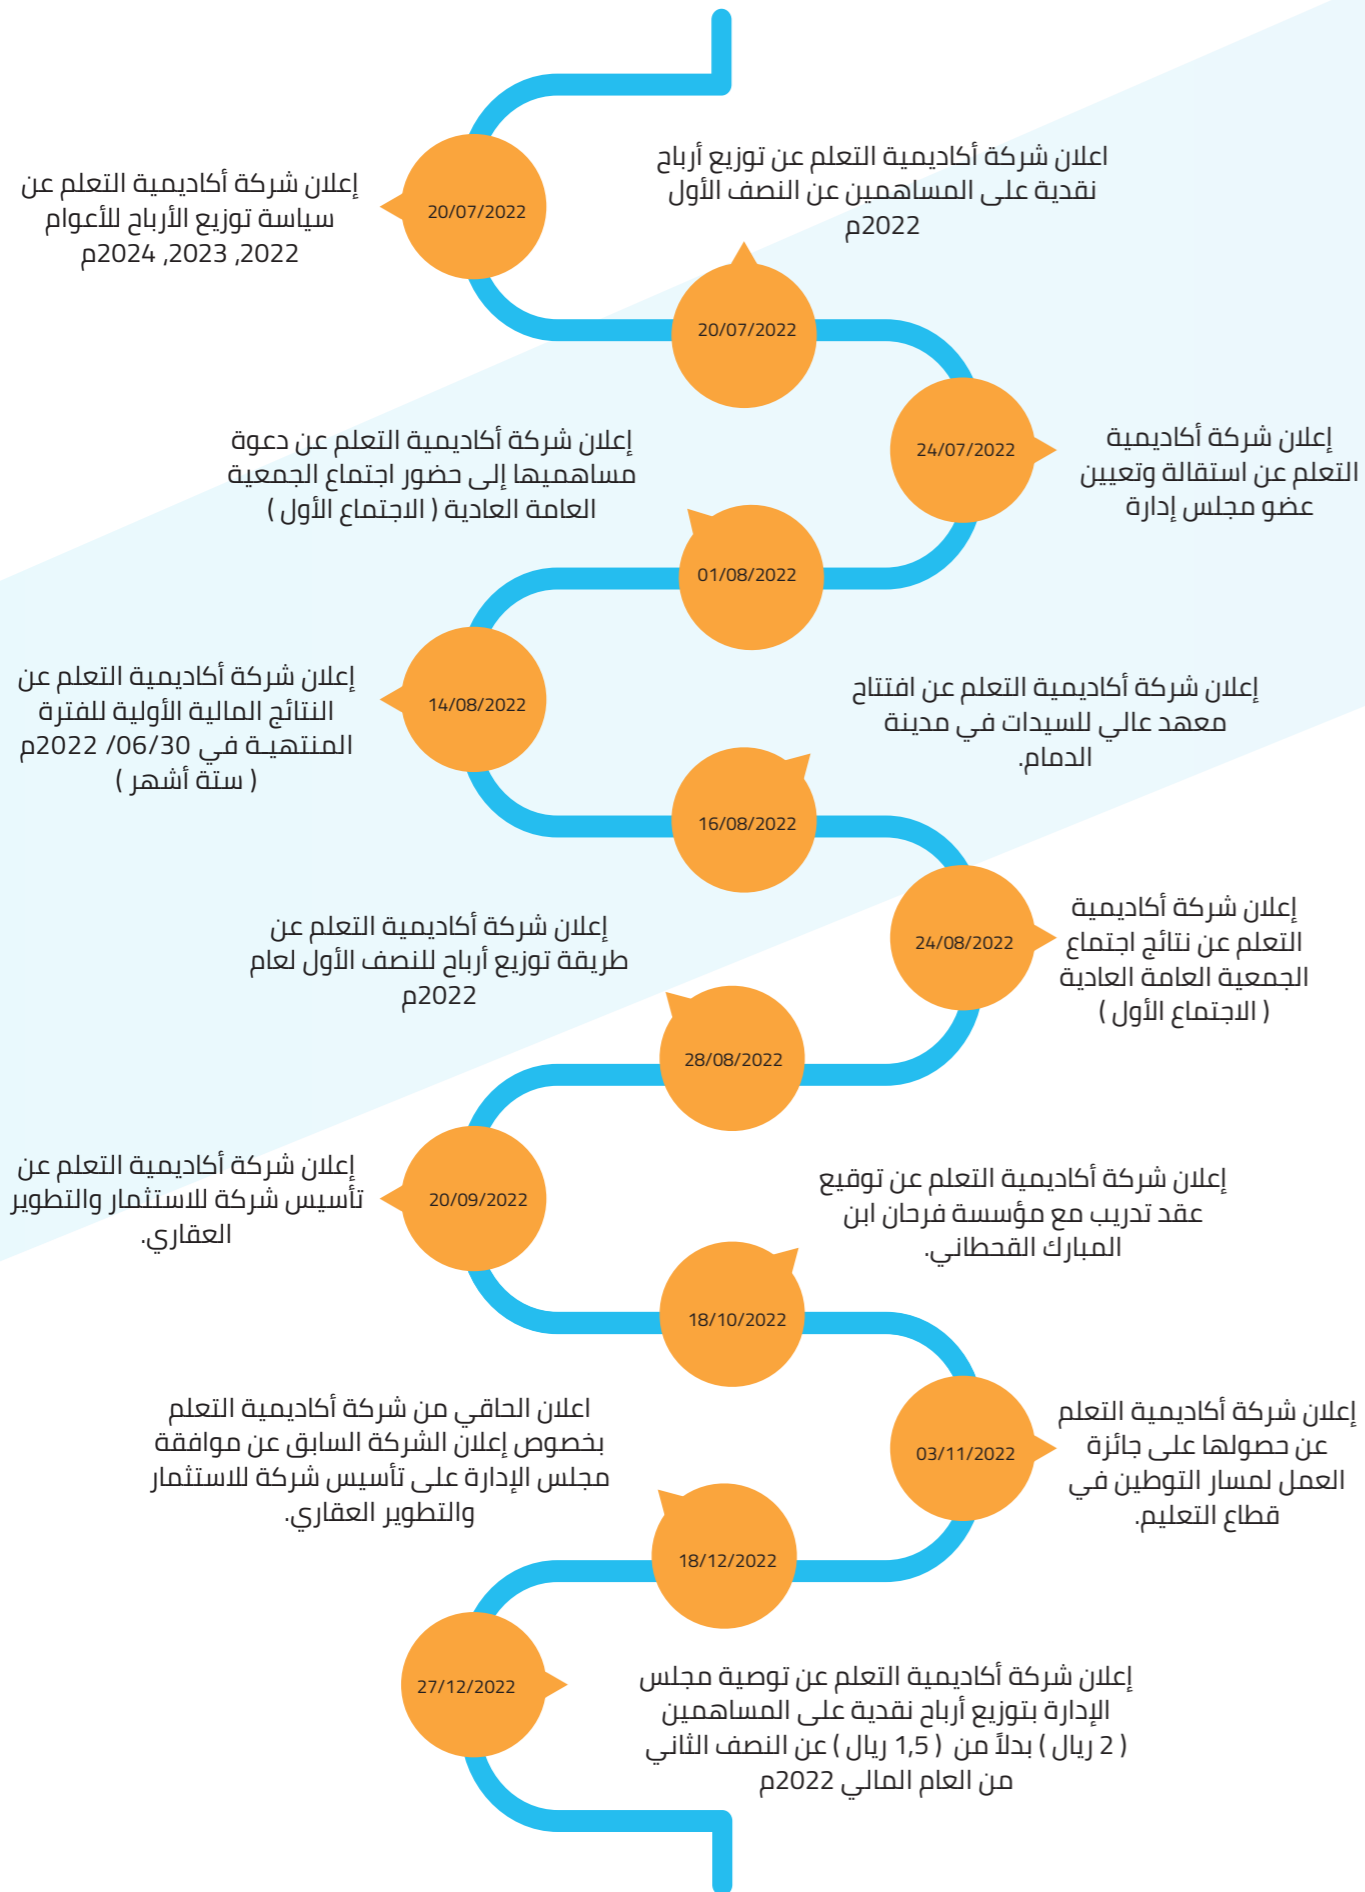 20/07/2022
إعلان شركة أكاديمية التعلم عن
سياسة توزيع الأرباح للأعوام
2022, 2023, 2024م
اعلان شركة أكاديمية التعلم عن توزيع أرباح
نقدية على المساهمين عن النصف الأول
2022م
20/07/2022
24/07/2022
إعلان شركة أكاديمية
التعلم عن استقالة وتعيين
عضو مجلس إدارة
إعلان شركة أكاديمية التعلم عن دعوة
مساهميها إلى حضور اجتماع الجمعية
العامة العادية ( الاجتماع الأول )
01/08/2022
14/08/2022
إعلان شركة أكاديمية التعلم عن
النتائج المالية الأولية للفترة
المنتهيـة في 06/30/ 2022م
( ستة أشهر )
إعلان شركة أكاديمية التعلم عن افتتاح
معهد عالي للسيدات في مدينة
الدمام.
16/08/2022
24/08/2022
إعلان شركة أكاديمية
التعلم عن نتائج اجتماع
الجمعية العامة العادية
( الاجتماع الأول )
إعلان شركة أكاديمية التعلم عن
طريقة توزيع أرباح للنصف الأول لعام
2022م
28/08/2022
20/09/2022
إعلان شركة أكاديمية التعلم عن
تأسيس شركة للاستثمار والتطوير
العقاري.
إعلان شركة أكاديمية التعلم عن توقيع
عقد تدريب مع مؤسسة فرحان ابن
المبارك القحطاني.
18/10/2022
03/11/2022
إعلان شركة أكاديمية التعلم
عن حصولها على جائزة
العمل لمسار التوطين في
قطاع التعليم.
اعلان الحاقي من شركة أكاديمية التعلم
بخصوص إعلان الشركة السابق عن موافقة
مجلس الإدارة على تأسيس شركة للاستثمار
والتطوير العقاري.
18/12/2022
27/12/2022
إعلان شركة أكاديمية التعلم عن توصية مجلس
الإدارة بتوزيع أرباح نقدية على المساهمين
( 2 ريال ) بدلاً من ( 1,5 ريال ) عن النصف الثاني
من العام المالي 2022م